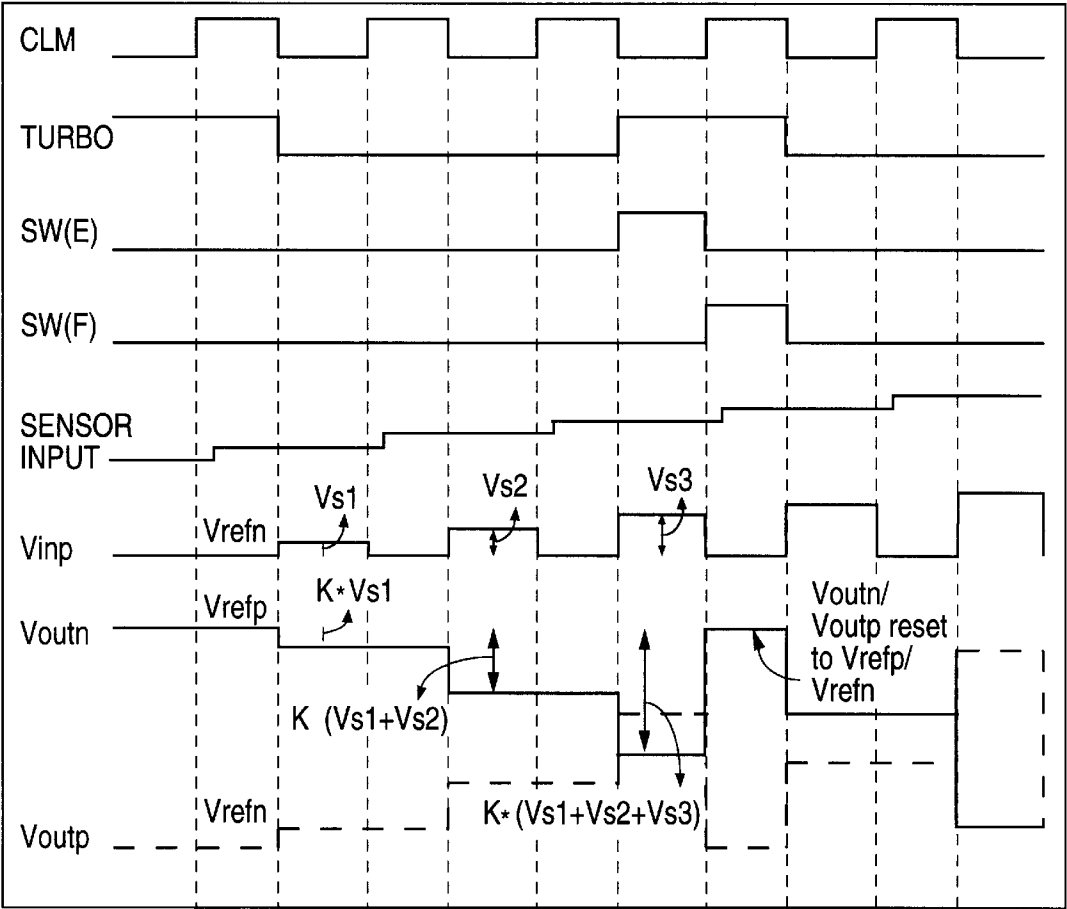 CLM
TURBO
SW(E)
SW(F)
SENSOR
INPUT
Vs1
Vs2
Vs3
Vinp
Vrefn
Voutn
Vrefp
K*Vs1
K (Vs1+Vs2)
K*(Vs1+Vs2+Vs3)
Voutn/
Voutp reset
to Vrefp/
Vrefn
Vrefn
Voutp